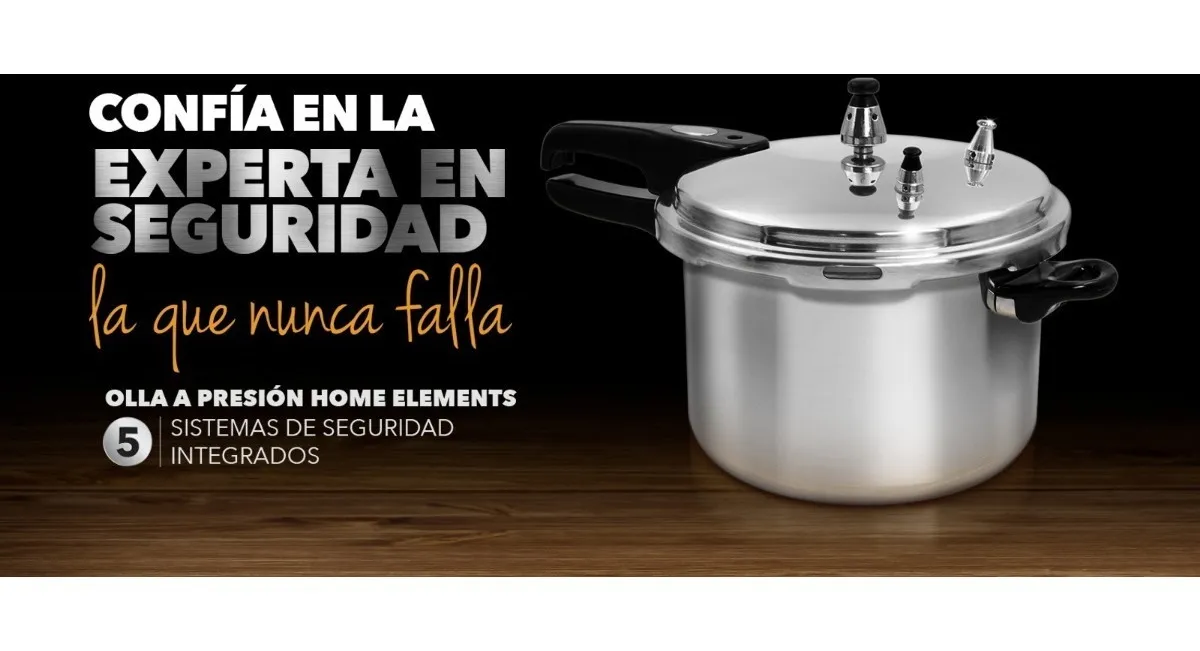 CONFÍA EN LA
EXPERTA EN
SEGURIDAD
la que nunca falla
OLLA A PRESIÓN HOME ELEMENTS
5
SISTEMAS DE SEGURIDAD
INTEGRADOS